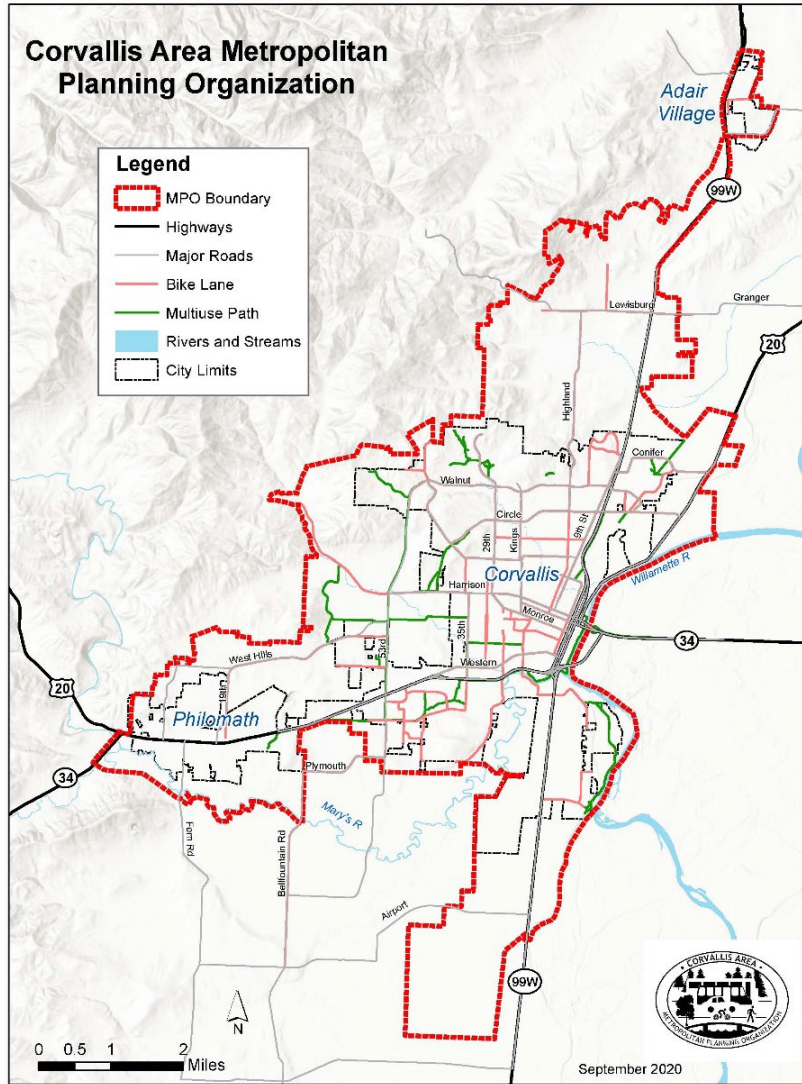 Corvallis Area Metropolitan
Planning Organization
Adair
Village
Legend
MPO Boundary
Highways
Major Roads
Bike Lane
Multiuse Path
Rivers and Streams
City Limits
99W
Lewisburg
Granger
20
Highland
Conifer
Walnut
Circle
9th St
29th
Kings
Corvallis
Willamette R
Harrison
Monroe
35th
53rd
34
West Hills
Western
19th
20
Philomath
34
Plymouth
Mary's R
Fern Rd
Bellfountain Rd
Airport
99W
N
0 0.5 1 2
Miles
CORVALLIS AREA
METROPOLITAN PLANNING ORGANIZATION
September 2020